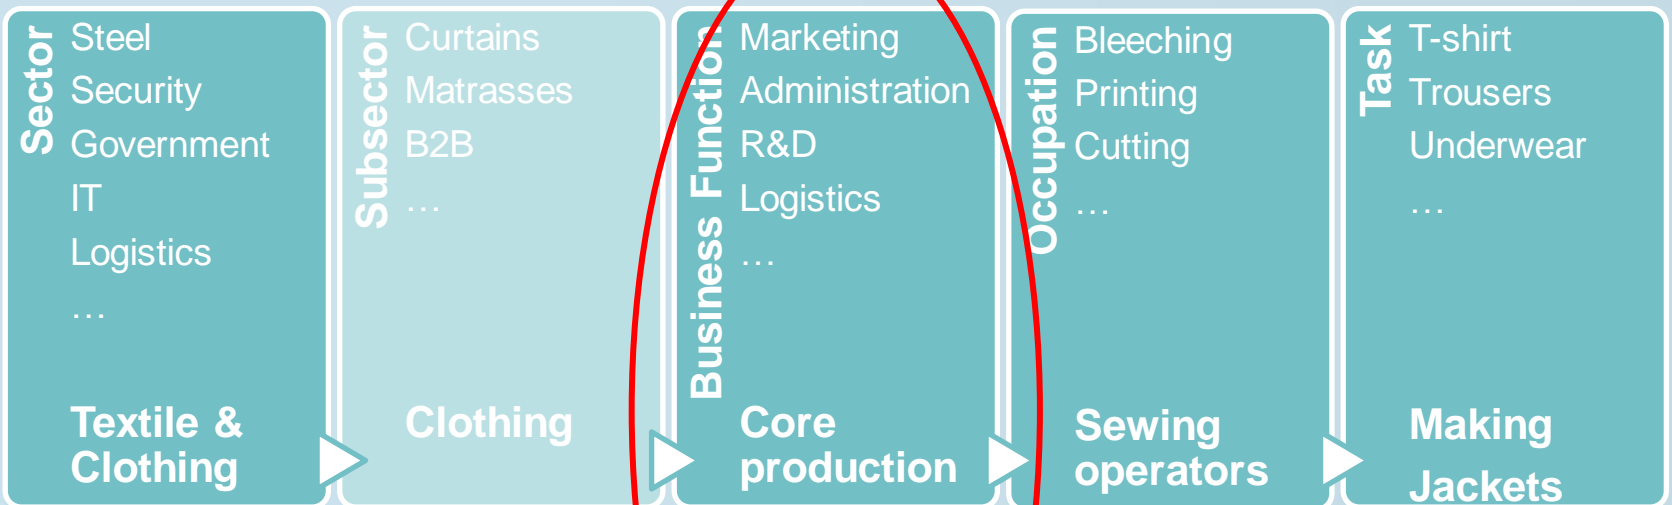 Sector
Steel
Security
Government
IT
Logistics
…
Textile &
Clothing
Subsector
Curtains
Matrasses
B2B
…
Clothing
Business Function
Marketing
Administration
R&D
Logistics
…
Core
production
Occupation
Bleeching
Printing
Cutting
…
Sewing
operators
Task
T-shirt
Trousers
Underwear
…
Making
Jackets